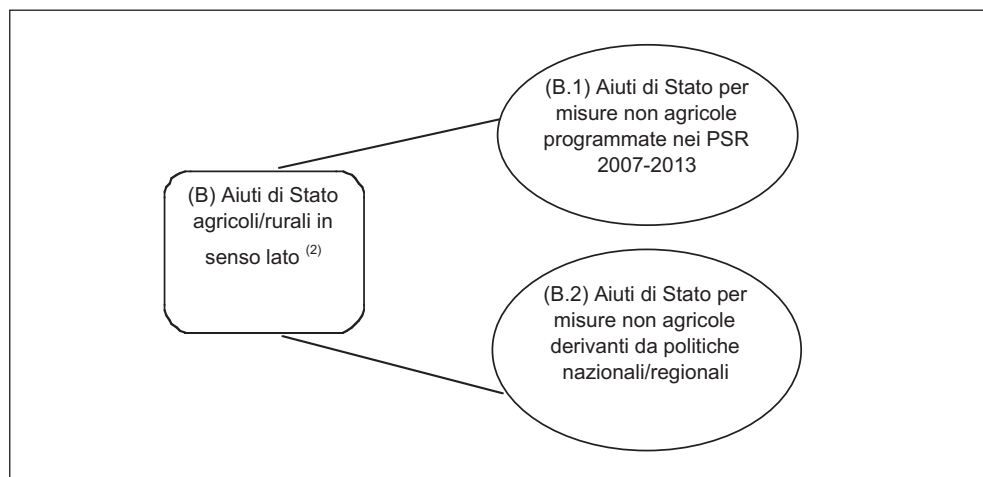 (B.1) Aiuti di Stato per
misure non agricole
programmate nei PSR
2007-2013
(B) Aiuti di Stato
agricoli/rurali in
senso lato (2)
(B.2) Aiuti di Stato per
misure non agricole
derivanti da politiche
nazionali/regionali